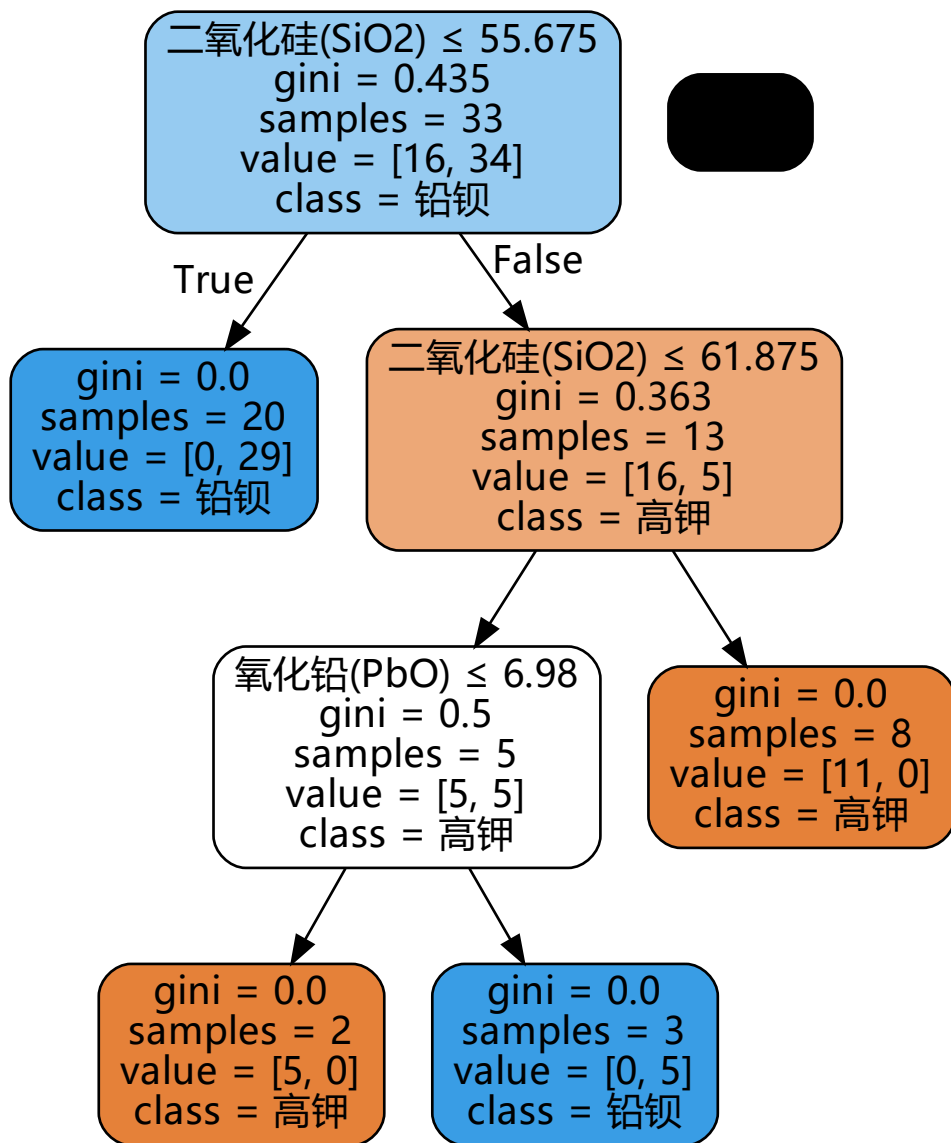 二氧化硅(SiO2) ≤ 55.675
gini = 0.435
samples = 33
value = [16, 34]
class = 铅钡
True
False
gini = 0.0
samples = 20
value = [0, 29]
class = 铅钡
二氧化硅(SiO2) ≤ 61.875
gini = 0.363
samples = 13
value = [16, 5]
class = 高钾
氧化铅(PbO) ≤ 6.98
gini = 0.5
samples = 5
value = [5, 5]
class = 高钾
gini = 0.0
samples = 8
value = [11, 0]
class = 高钾
gini = 0.0
samples = 2
value = [5, 0]
class = 高钾
gini = 0.0
samples = 3
value = [0, 5]
class = 铅钡